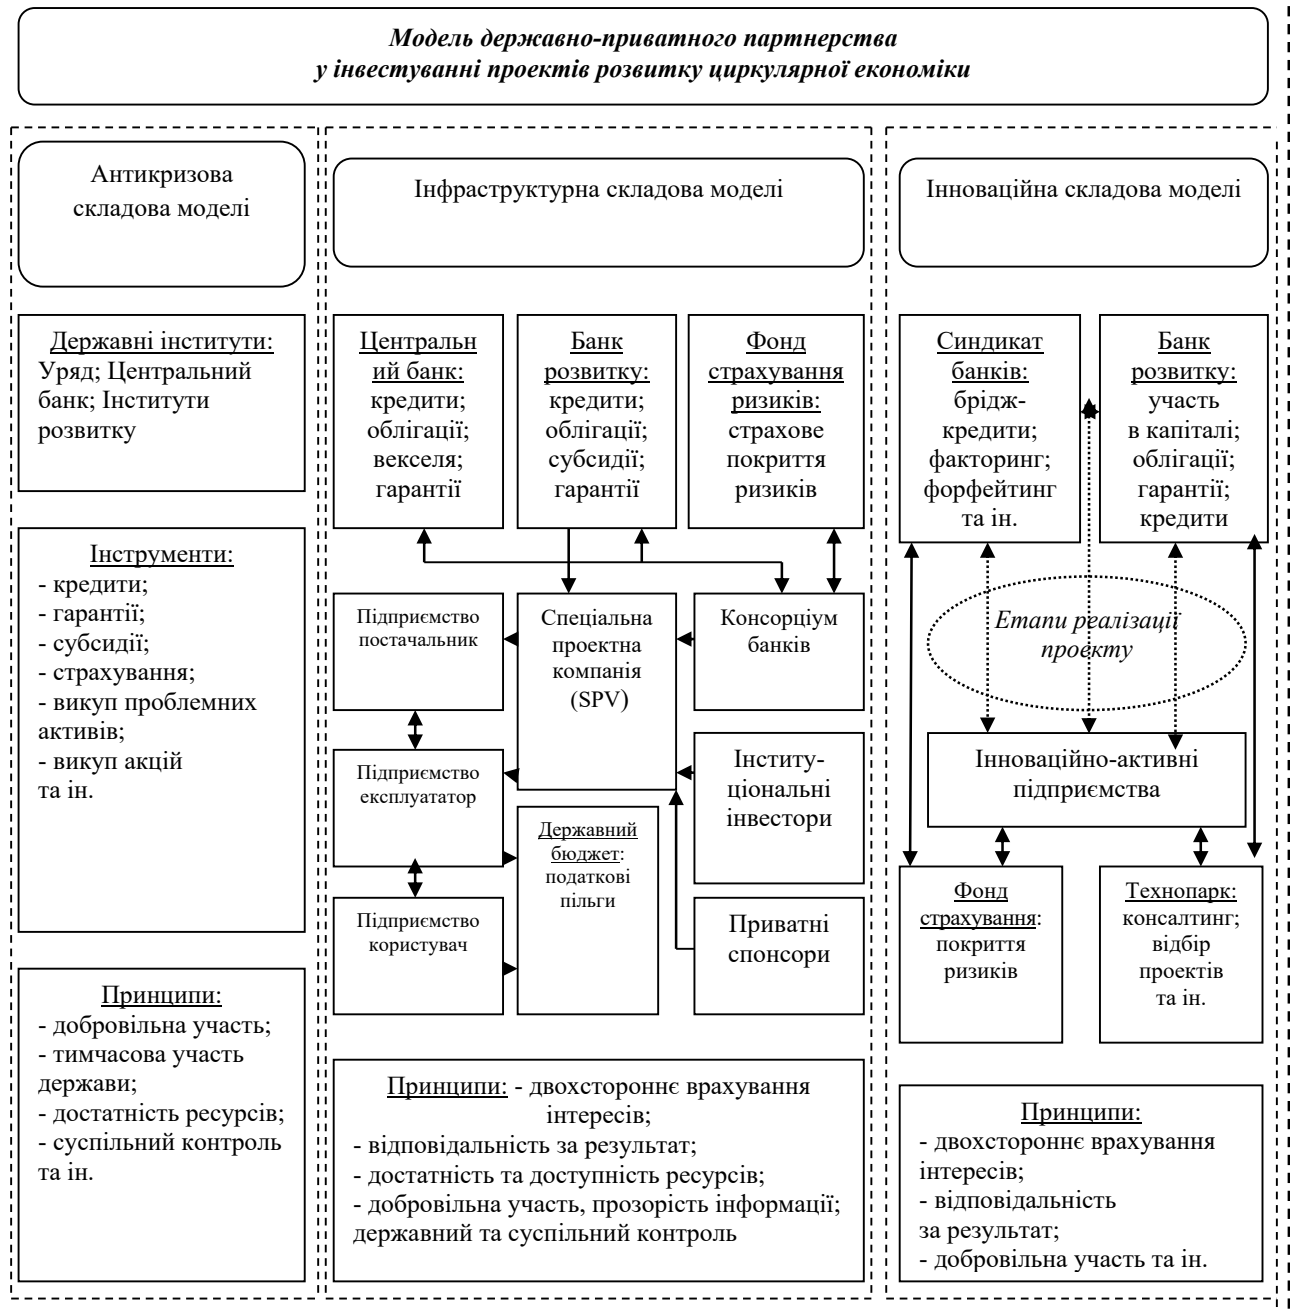 Модель державно-приватного партнерства
у інвестуванні проектів розвитку циркулярної економіки
Антикризова
складова моделі
Державні інститути:
Уряд; Центральний
банк; Інститути
розвитку
Інструменти:
- кредити;
- гарантії;
- субсидії;
- страхування;
- викуп проблемних
активів;
- викуп акцій
та ін.
Принципи:
- добровільна участь;
- тимчасова участь
держави;
- достатність ресурсів;
- суспільний контроль
та ін.
Інфраструктурна складова моделі
Центральн
ий банк:
кредити;
облігації;
векселя;
гарантії
Банк
розвитку:
кредити;
облігації;
субсидії;
гарантії
Фонд
страхування
ризиків:
страхове
покриття
ризиків
Підприємство
постачальник
Спеціальна
проектна
компанія
(SPV)
Консорціум
банків
Підприємство
експлуататор
Інститу-
ціональні
інвестори
Державний
бюджет:
податкові
пільги
Підприємство
користувач
Приватні
спонсори
Принципи: - двохстороннє врахування
інтересів;
- відповідальність за результат;
- достатність та доступність ресурсів;
- добровільна участь, прозорість інформації;
державний та суспільний контроль
Інноваційна складова моделі
Синдикат
банків:
брідж-
кредити;
факторинг;
форфейтинг
та ін.
Банк
розвитку:
участь
в капіталі;
облігації;
гарантії;
кредити
Етапи реалізації
проекту
Інноваційно-активні
підприємства
Фонд
страхування:
покриття
ризиків
Технопарк:
консалтинг;
відбір
проектів
та ін.
Принципи:
- двохстороннє врахування
інтересів;
- відповідальність
за результат;
- добровільна участь та ін.